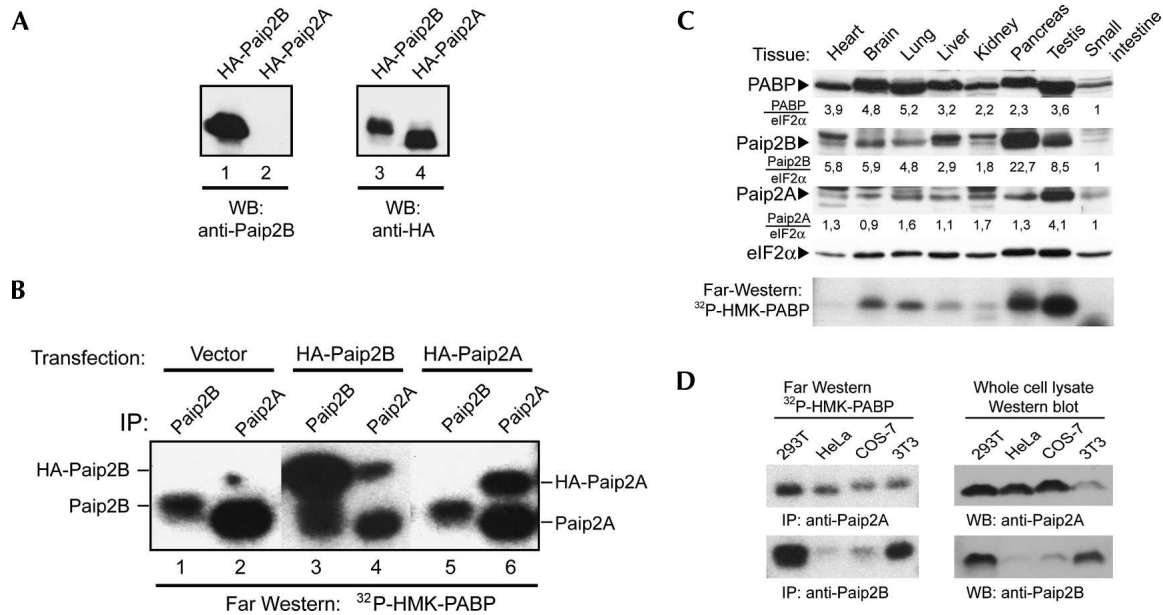 A
HA-Paip2B
HA-Paip2A
HA-Paip2B
HA-Paip2A
1 2 3 4
WB:
anti-Paip2B
WB:
anti-HA
B
Transfection: Vector HA-Paip2B HA-Paip2A
IP: Paip2B Paip2A Paip2B Paip2A Paip2B Paip2A
HA-Paip2B
Paip2B
HA-Paip2A
Paip2A
1 2 3 4 5 6
Far Western: ³²P-HMK-PABP
C
Tissue: Heart Brain Lung Liver Kidney Pancreas Testis Small intestine
PABP
PABP
eIF2α
3,9 4,8 5,2 3,2 2,2 2,3 3,6 1
Paip2B
Paip2B
eIF2α
5,8 5,9 4,8 2,9 1,8 22,7 8,5 1
Paip2A
Paip2A
eIF2α
1,3 0,9 1,6 1,1 1,7 1,3 4,1 1
eIF2α
Far-Western:
³²P-HMK-PABP
D
Far Western
³²P-HMK-PABP
293T HeLa COS-7 3T3
IP: anti-Paip2A
IP: anti-Paip2B
Whole cell lysate
Western blot
293T HeLa COS-7 3T3
WB: anti-Paip2A
WB: anti-Paip2B